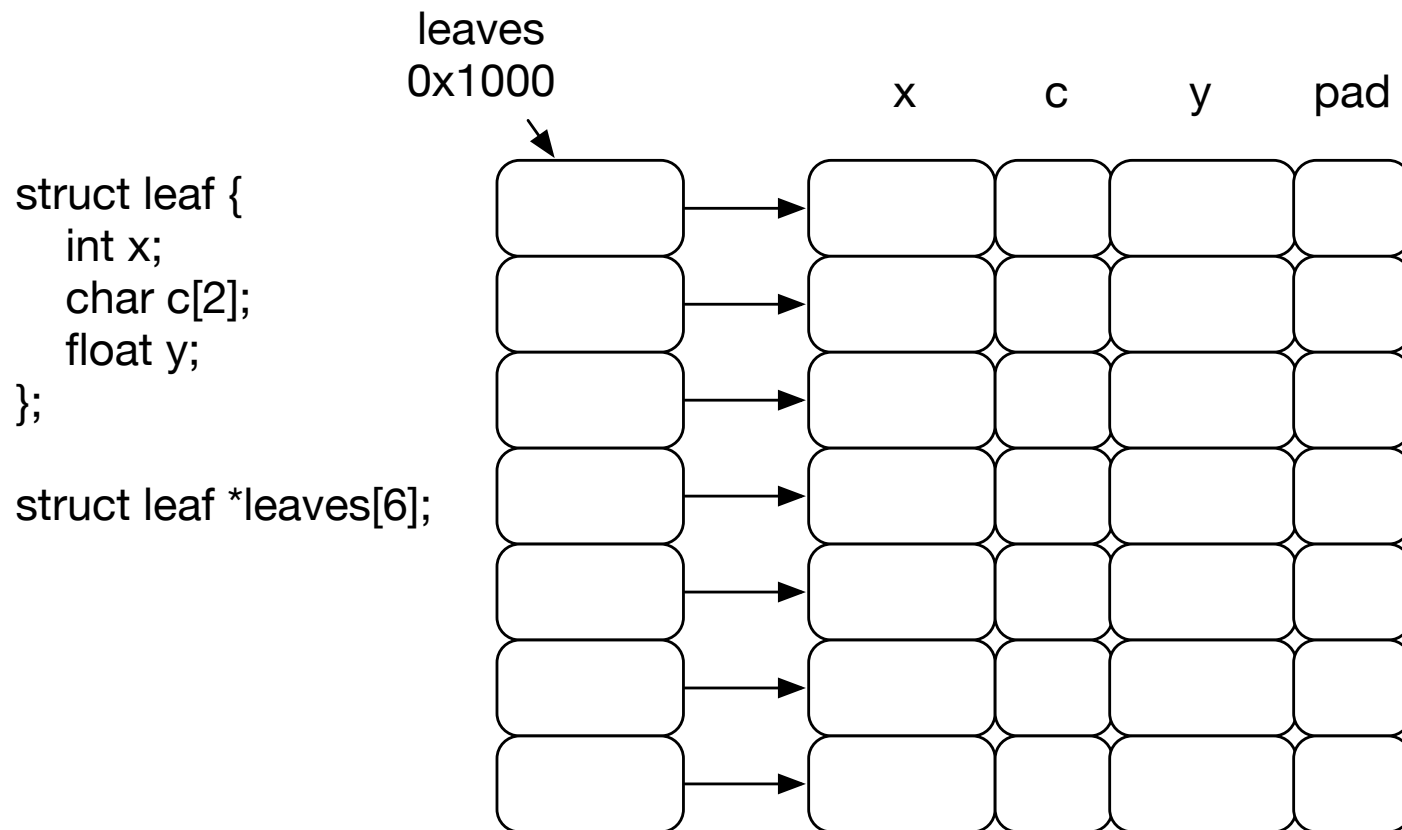 leaves
0x1000
x c y pad
struct leaf {
int x;
char c[2];
float y;
};
struct leaf *leaves[6];